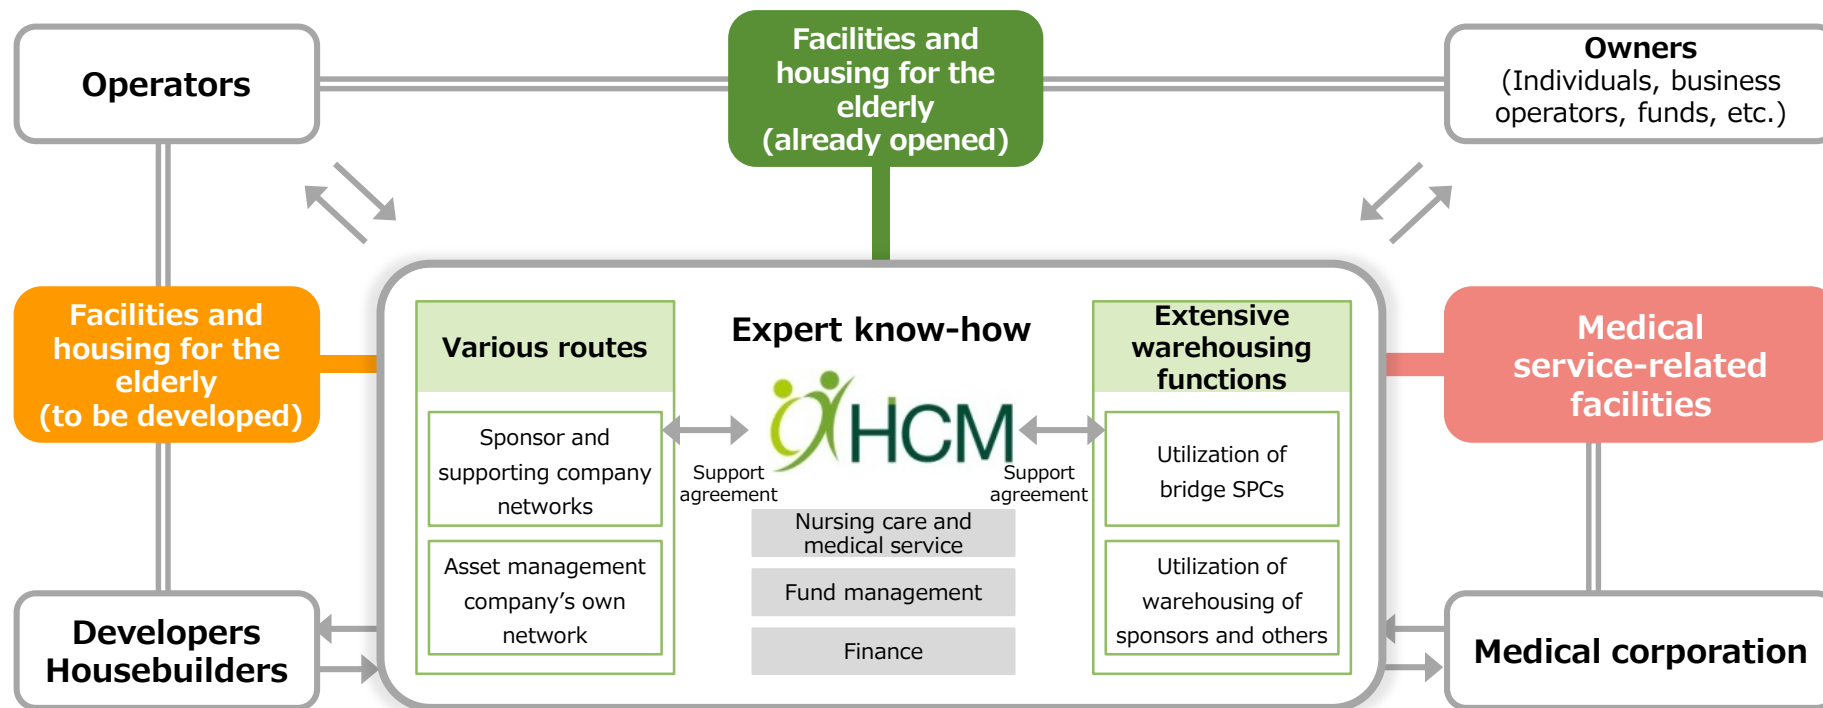 Operators
Facilities and
housing for the
elderly
(already opened)
Owners
(Individuals, business
operators, funds, etc.)
Facilities and
housing for the
elderly
(to be developed)
Various routes
Sponsor and
supporting company
networks
Asset management
company’s own
network
Expert know-how
HCM
Support
agreement
Support
agreement
Nursing care and
medical service
Fund management
Finance
Extensive
warehousing
functions
Utilization of
bridge SPCs
Utilization of
warehousing of
sponsors and others
Medical
service-related
facilities
Developers
Housebuilders
Medical corporation